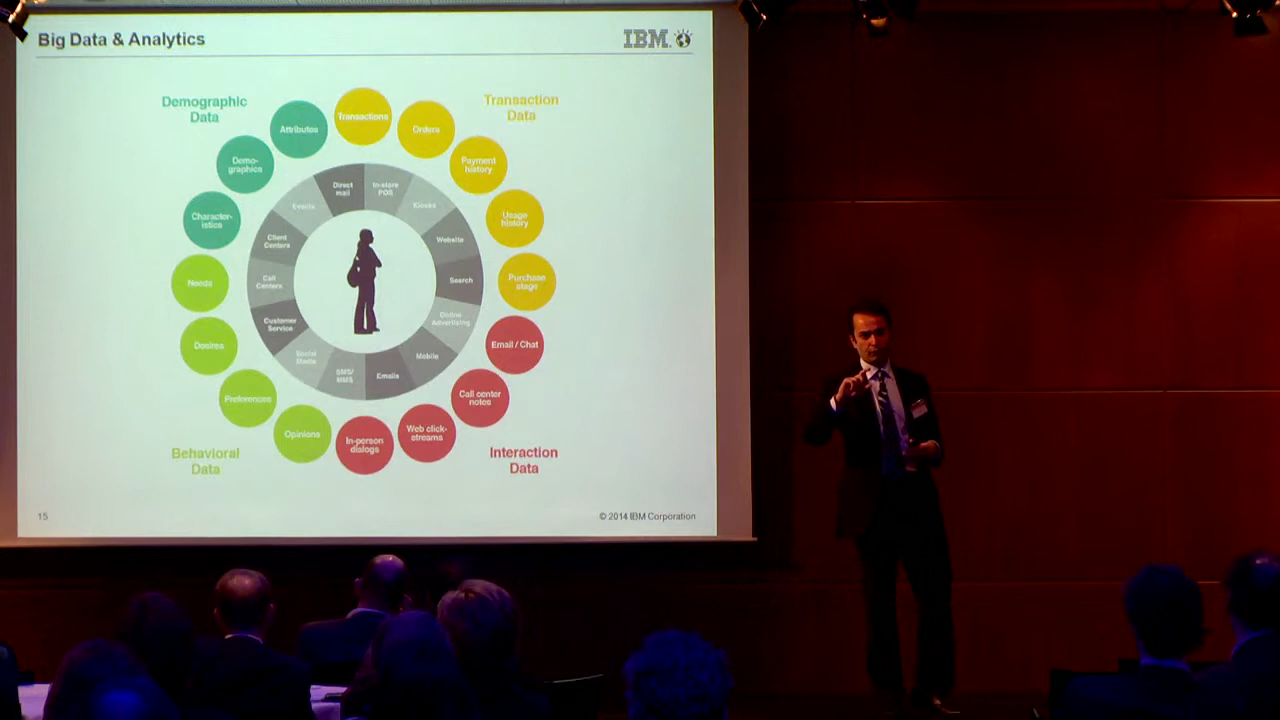 Big Data & Analytics
IBM
Demographic
Data
Transaction
Data
Attributes
Transactions
Orders
Demo-
graphics
Payment
history
Character-
istics
Usage
history
Needs
Purchase
stage
Desires
Email / Chat
Preferences
Call center
notes
Opinions
In-person
dialogs
Web click-
streams
Direct
mail
In-store
POS
Kiosks
Events
Website
Client
Centers
Search
Call
Centers
Online
Advertising
Customer
Service
Mobile
Social
Media
SMS/
MMS
Emails
Behavioral
Data
Interaction
Data
15
© 2014 IBM Corporation